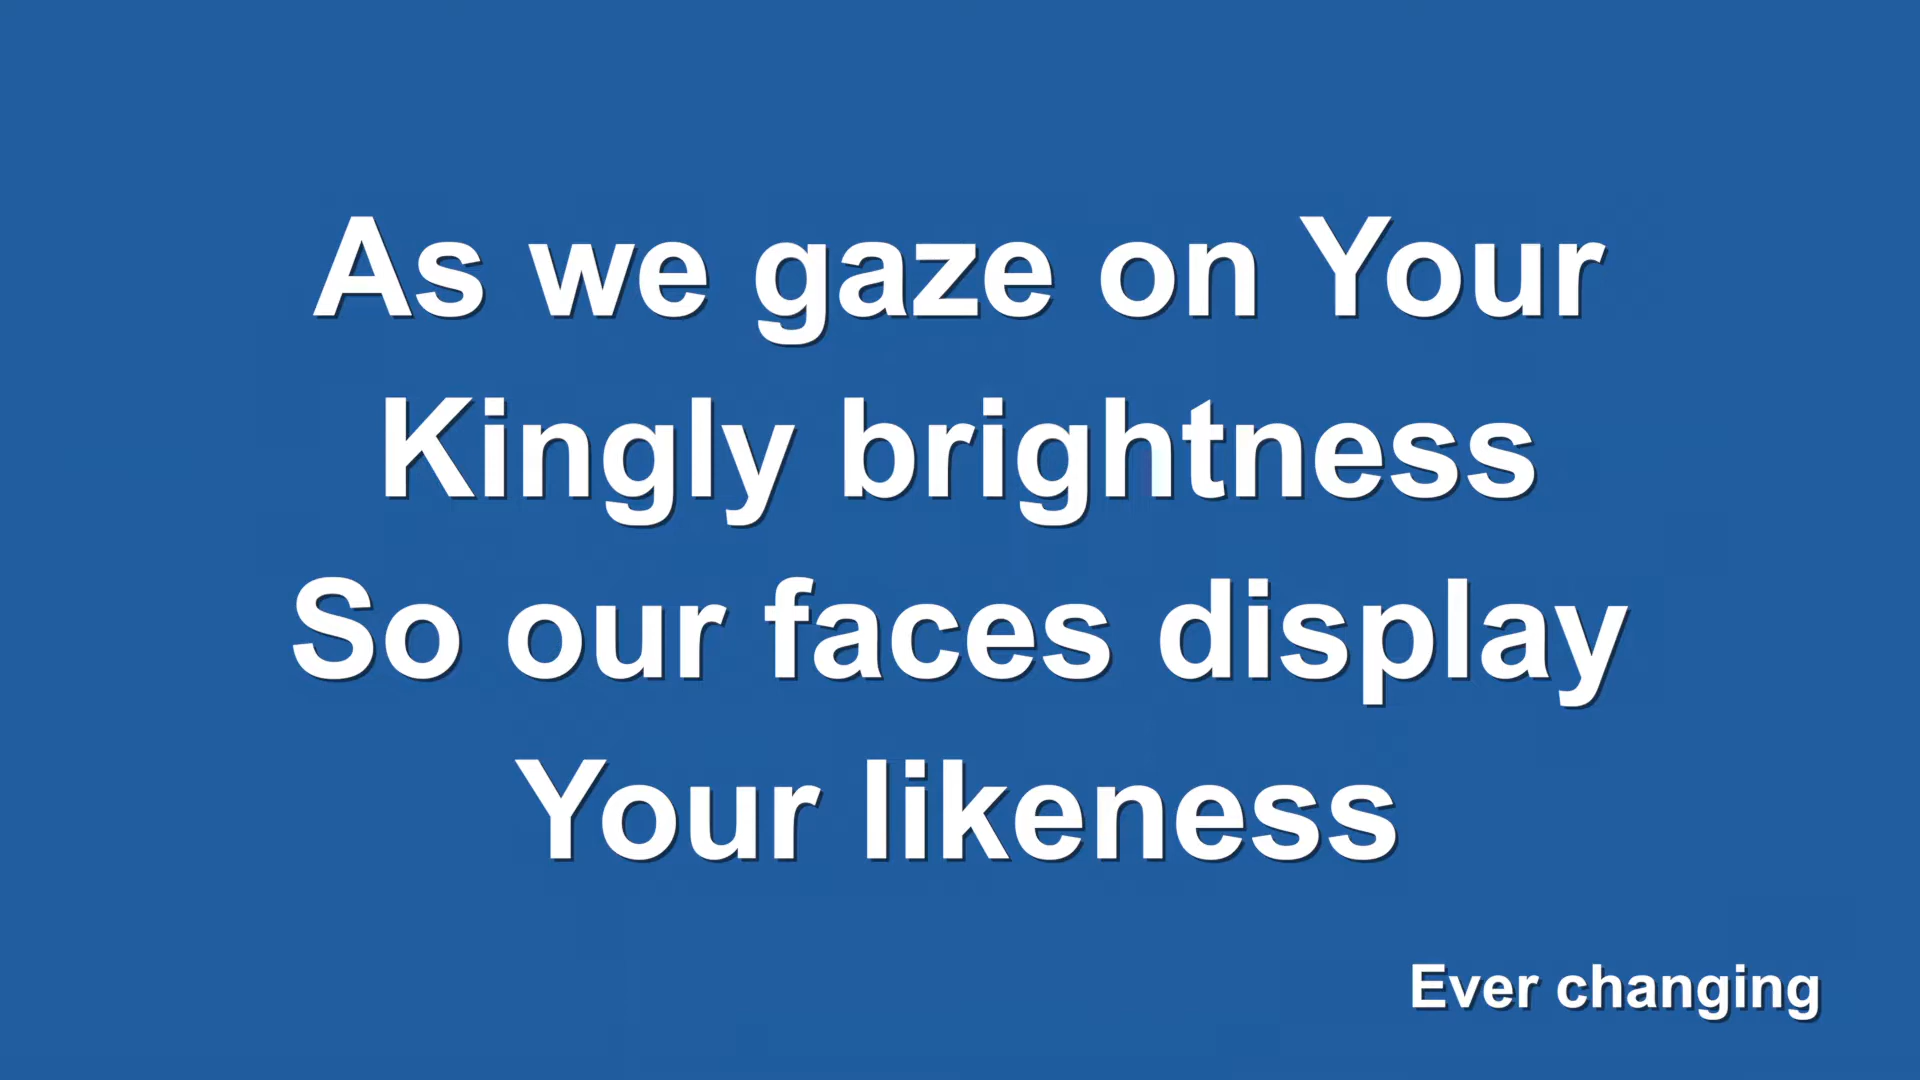 As we gaze on Your
Kingly brightness
So our faces display
Your likeness
Ever changing